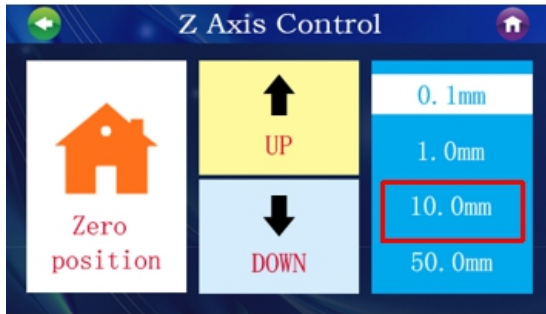 Z Axis Control
Zero
position
UP
DOWN
0.1mm
1.0mm
10.0mm
50.0mm